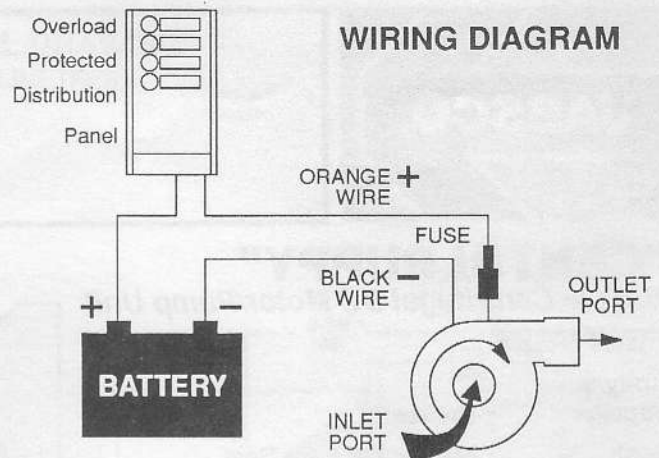 WIRING DIAGRAM
Overload
Protected
Distribution
Panel
ORANGE +
WIRE
FUSE
BLACK −
WIRE
OUTLET
PORT
+ −
BATTERY
INLET
PORT